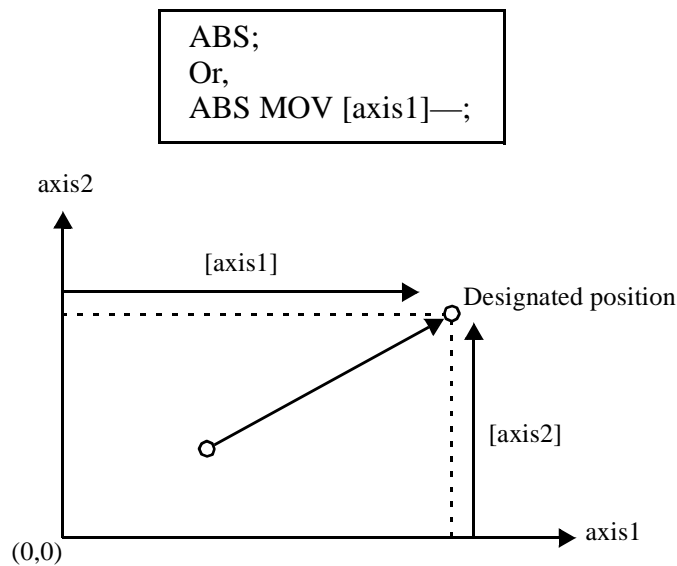 ABS;
Or,
ABS MOV [axis1]—;
axis2
[axis1]
Designated position
[axis2]
axis1
(0,0)